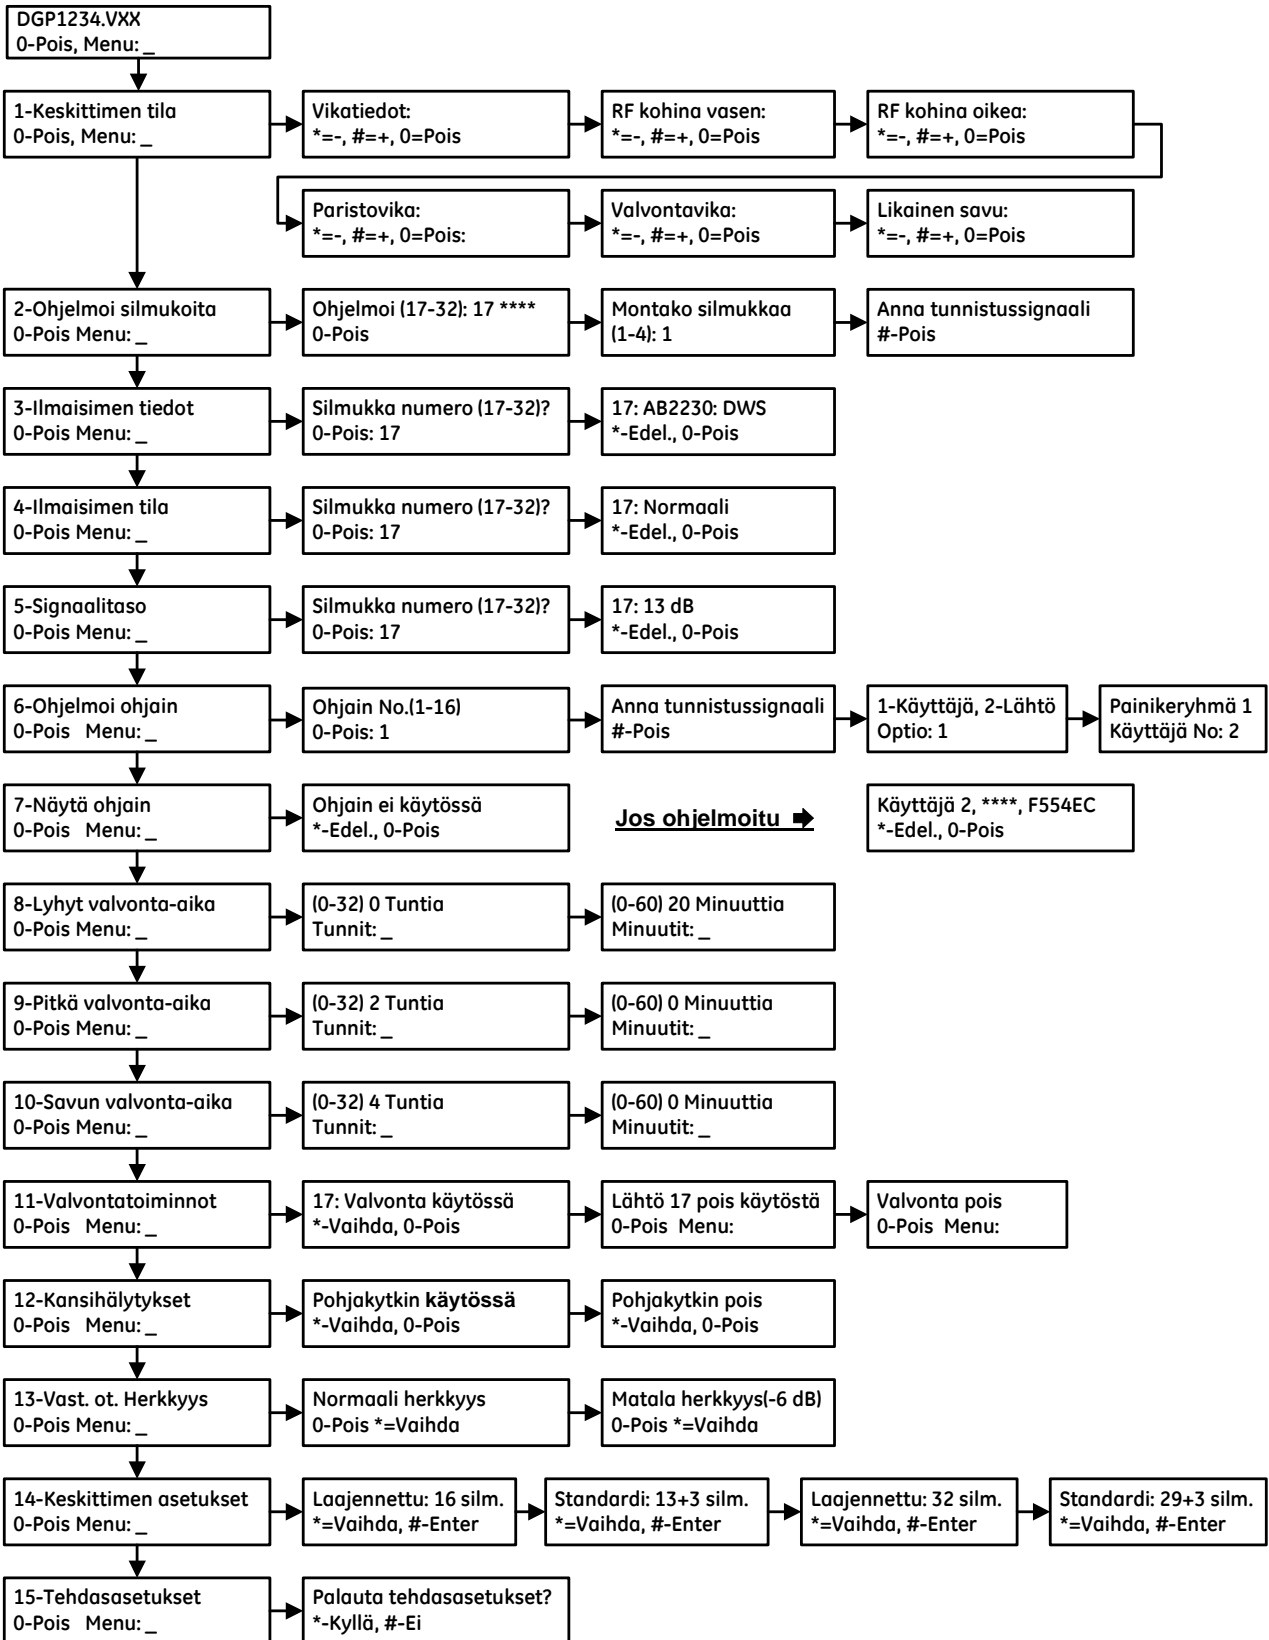 DGP1234.VXX
0-Pois, Menu: _
1-Keskittimen tila
0-Pois, Menu: _
Vikatiedot:
*=-, #=+, 0=Pois
RF kohina vasen:
*=-, #=+, 0=Pois
RF kohina oikea:
*=-, #=+, 0=Pois
Paristovika:
*=-, #=+, 0=Pois:
Valvontavika:
*=-, #=+, 0=Pois
Likainen savu:
*=-, #=+, 0=Pois
2-Ohjelmoi silmukoita
0-Pois Menu: _
Ohjelmoi (17-32): 17 ****
0-Pois
Montako silmukkaa
(1-4): 1
Anna tunnistussignaali
#-Pois
3-Ilmaisimen tiedot
0-Pois Menu: _
Silmukka numero (17-32)?
0-Pois: 17
17: AB2230: DWS
*-Edel., 0-Pois
4-Ilmaisimen tila
0-Pois Menu: _
Silmukka numero (17-32)?
0-Pois: 17
17: Normaali
*-Edel., 0-Pois
5-Signaalitaso
0-Pois Menu: _
Silmukka numero (17-32)?
0-Pois: 17
17: 13 dB
*-Edel., 0-Pois
6-Ohjelmoi ohjain
0-Pois Menu: _
Ohjain No.(1-16)
0-Pois: 1
Anna tunnistussignaali
#-Pois
1-Käyttäjä, 2-Lähtö
Optio: 1
Painikeryhmä 1
Käyttäjä No: 2
7-Näytä ohjain
0-Pois Menu: _
Ohjain ei käytössä
*-Edel., 0-Pois
Jos ohjelmoitu 🡆
Käyttäjä 2, ****, F554EC
*-Edel., 0-Pois
8-Lyhyt valvonta-aika
0-Pois Menu: _
(0-32) 0 Tuntia
Tunnit: _
(0-60) 20 Minuuttia
Minuutit: _
9-Pitkä valvonta-aika
0-Pois Menu: _
(0-32) 2 Tuntia
Tunnit: _
(0-60) 0 Minuuttia
Minuutit: _
10-Savun valvonta-aika
0-Pois Menu: _
(0-32) 4 Tuntia
Tunnit: _
(0-60) 0 Minuuttia
Minuutit: _
11-Valvontatoiminnot
0-Pois Menu: _
17: Valvonta käytössä
*-Vaihda, 0-Pois
Lähtö 17 pois käytöstä
0-Pois Menu:
Valvonta pois
0-Pois Menu:
12-Kansihälytykset
0-Pois Menu: _
Pohjakytkin käytössä
*-Vaihda, 0-Pois
Pohjakytkin pois
*-Vaihda, 0-Pois
13-Vast. ot. Herkkyys
0-Pois Menu: _
Normaali herkkyys
0-Pois *=Vaihda
Matala herkkyys(-6 dB)
0-Pois *=Vaihda
14-Keskittimen asetukset
0-Pois Menu: _
Laajennettu: 16 silm.
*=Vaihda, #-Enter
Standardi: 13+3 silm.
*=Vaihda, #-Enter
Laajennettu: 32 silm.
*=Vaihda, #-Enter
Standardi: 29+3 silm.
*=Vaihda, #-Enter
15-Tehdasasetukset
0-Pois Menu: _
Palauta tehdasasetukset?
*-Kyllä, #-Ei